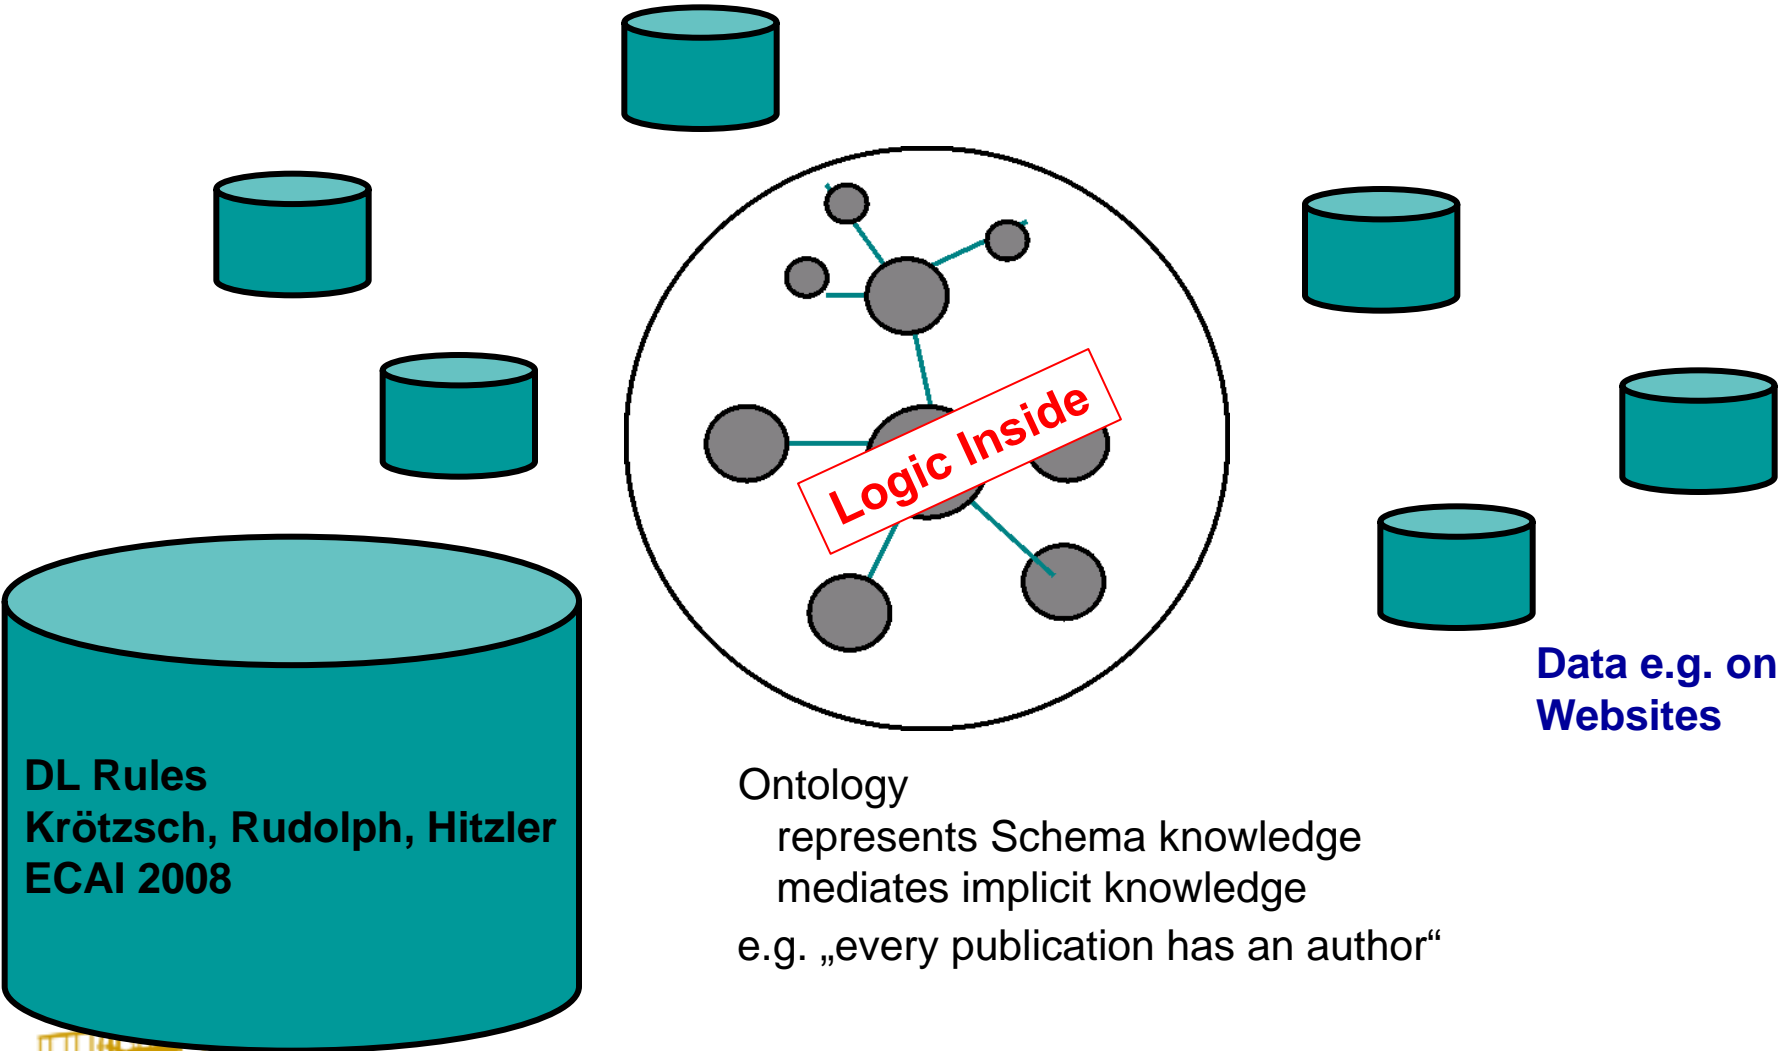 Logic Inside
Data e.g. on
Websites
DL Rules
Krötzsch, Rudolph, Hitzler
ECAI 2008
Ontology
represents Schema knowledge
mediates implicit knowledge
e.g. „every publication has an author“